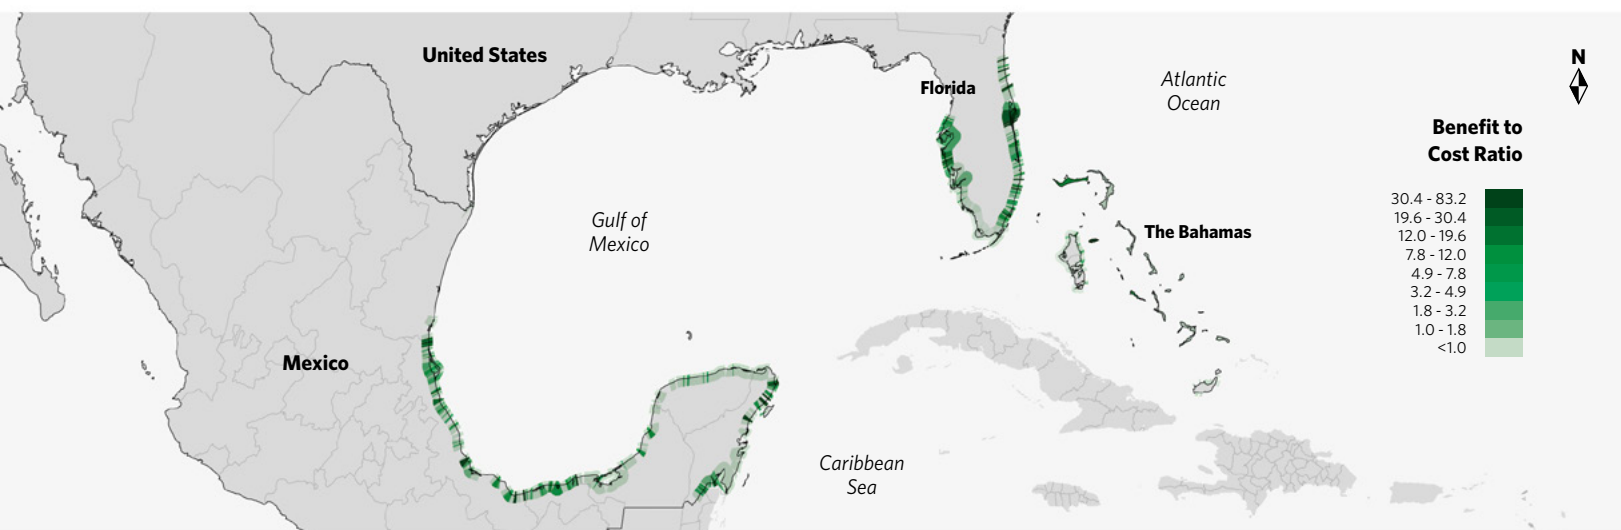 United States
Florida
Atlantic
Ocean
N
Gulf of
Mexico
The Bahamas
Mexico
Caribbean
Sea
Benefit to
Cost Ratio
30.4 - 83.2
19.6 - 30.4
12.0 - 19.6
7.8 - 12.0
4.9 - 7.8
3.2 - 4.9
1.8 - 3.2
1.0 - 1.8
<1.0